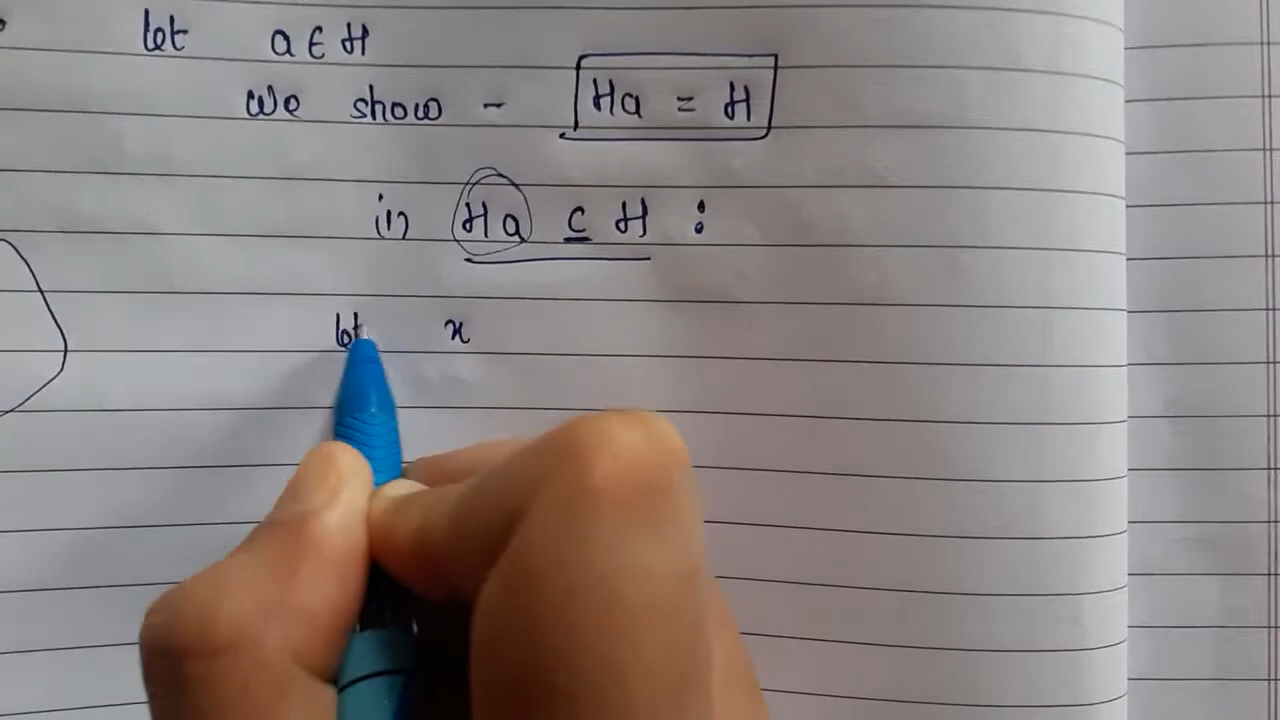 let a ∈ H
We show - Ha = H
(i) Ha ⊆ H :
let x